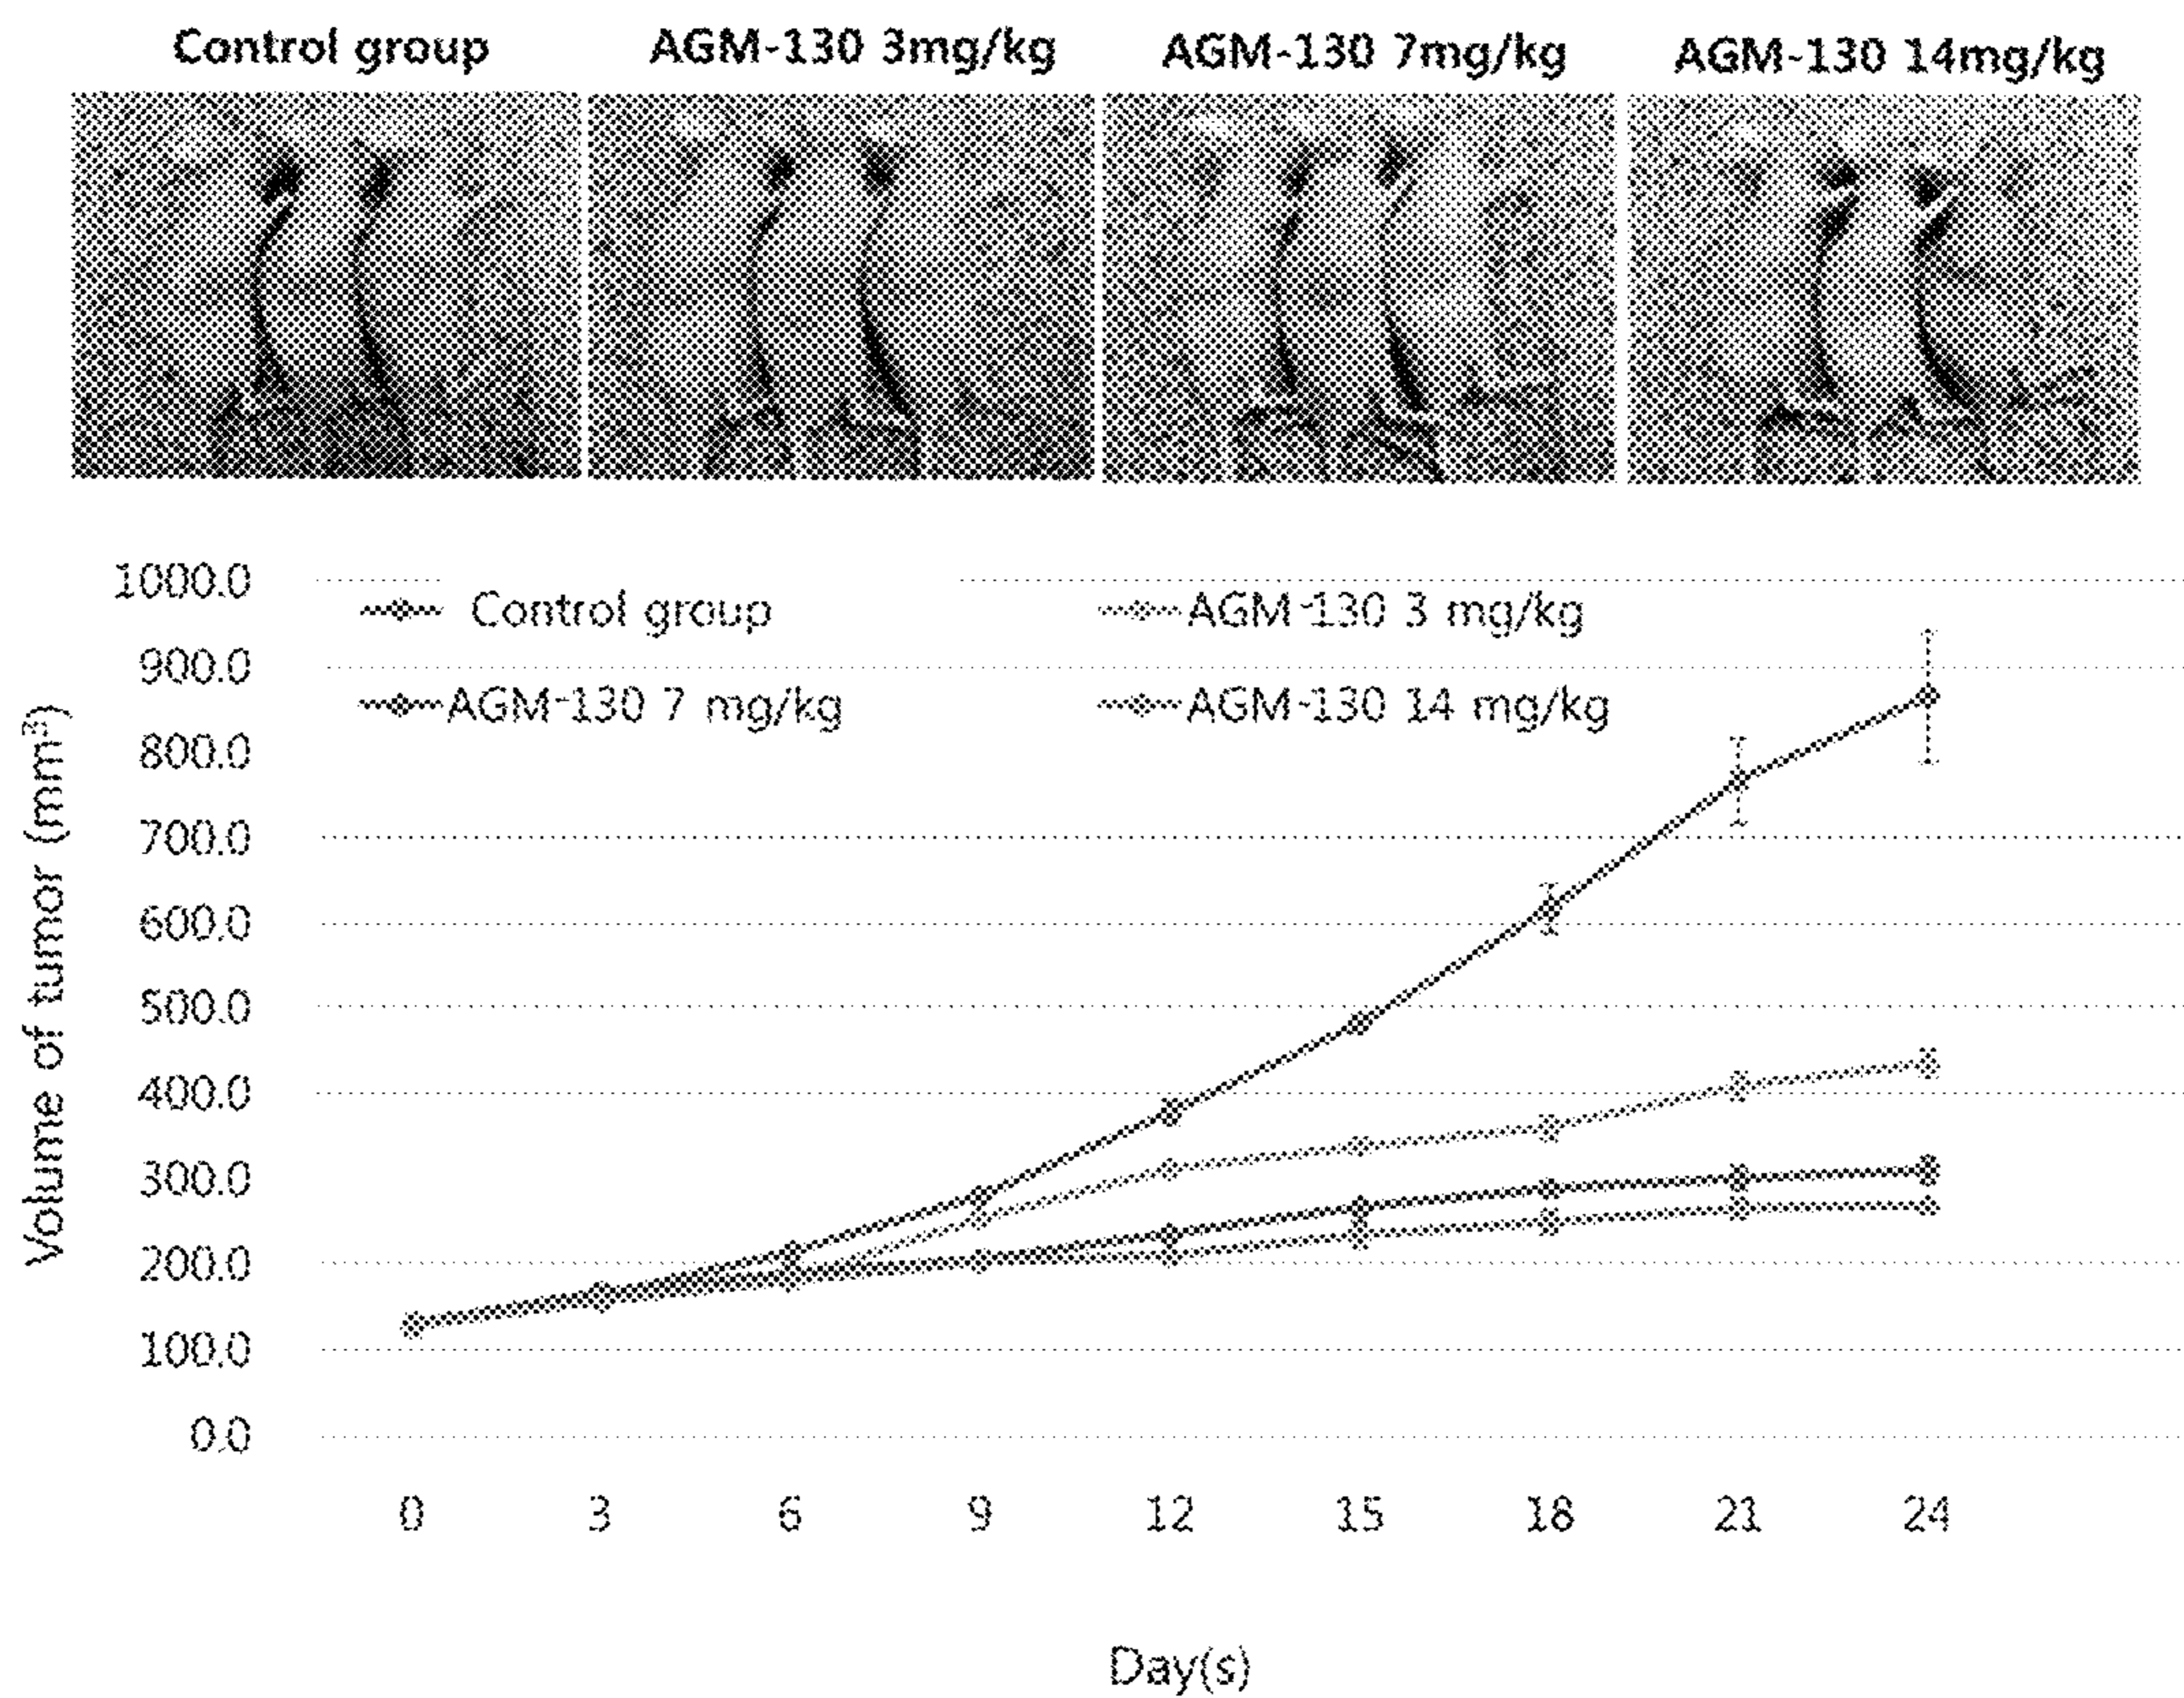 Control group
AGM-130 3mg/kg
AGM-130 7mg/kg
AGM-130 14mg/kg
Volume of tumor (mm³)
1000.0
900.0
800.0
700.0
600.0
500.0
400.0
300.0
200.0
100.0
0.0
Control group
AGM-130 3 mg/kg
AGM-130 7 mg/kg
AGM-130 14 mg/kg
0 3 6 9 12 15 18 21 24
Day(s)